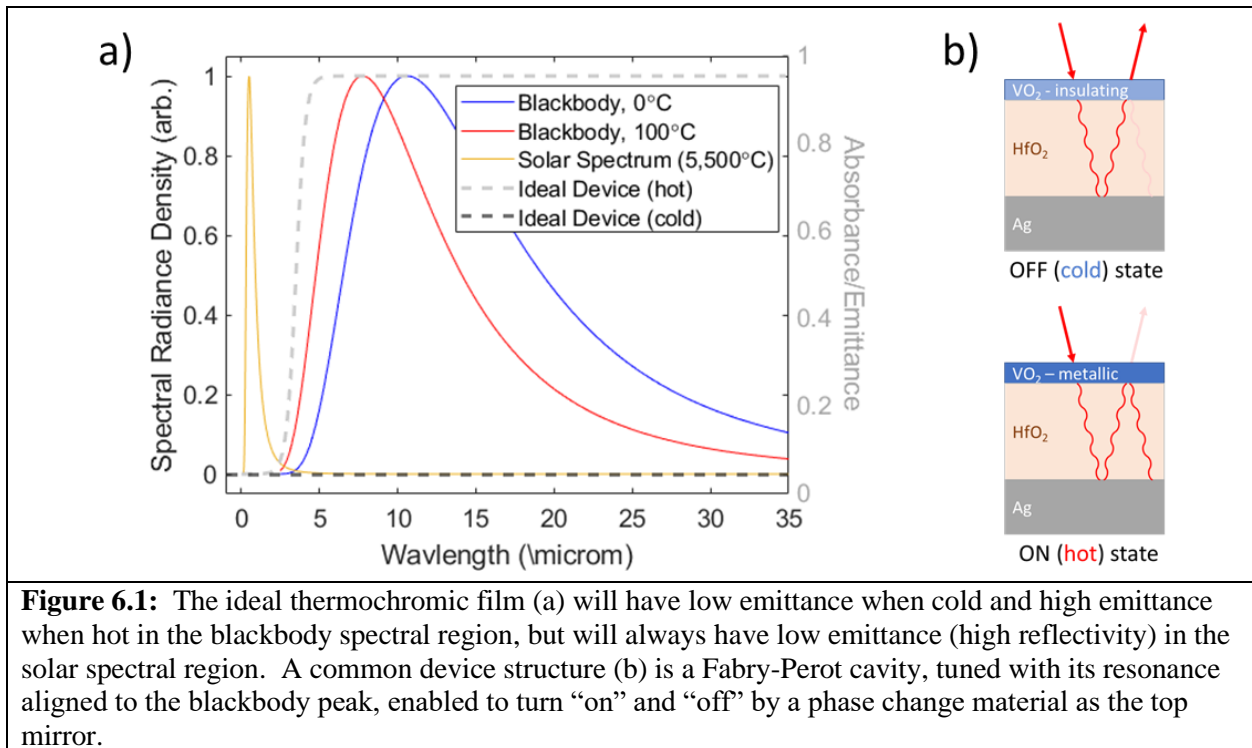 a)
Spectral Radiance Density (arb.)
1
0.8
0.6
0.4
0.2
0
0
5
10
15
20
25
30
35
Wavlength (\microm)
Blackbody, 0°C
Blackbody, 100°C
Solar Spectrum (5,500°C)
Ideal Device (hot)
Ideal Device (cold)
1
0.8
0.6
0.4
0.2
0
Absorbance/Emittance
b)
VO₂ - insulating
HfO₂
Ag
OFF (cold) state
VO₂ – metallic
HfO₂
Ag
ON (hot) state
Figure 6.1: The ideal thermochromic film (a) will have low emittance when cold and high emittance
when hot in the blackbody spectral region, but will always have low emittance (high reflectivity) in the
solar spectral region. A common device structure (b) is a Fabry-Perot cavity, tuned with its resonance
aligned to the blackbody peak, enabled to turn “on” and “off” by a phase change material as the top
mirror.